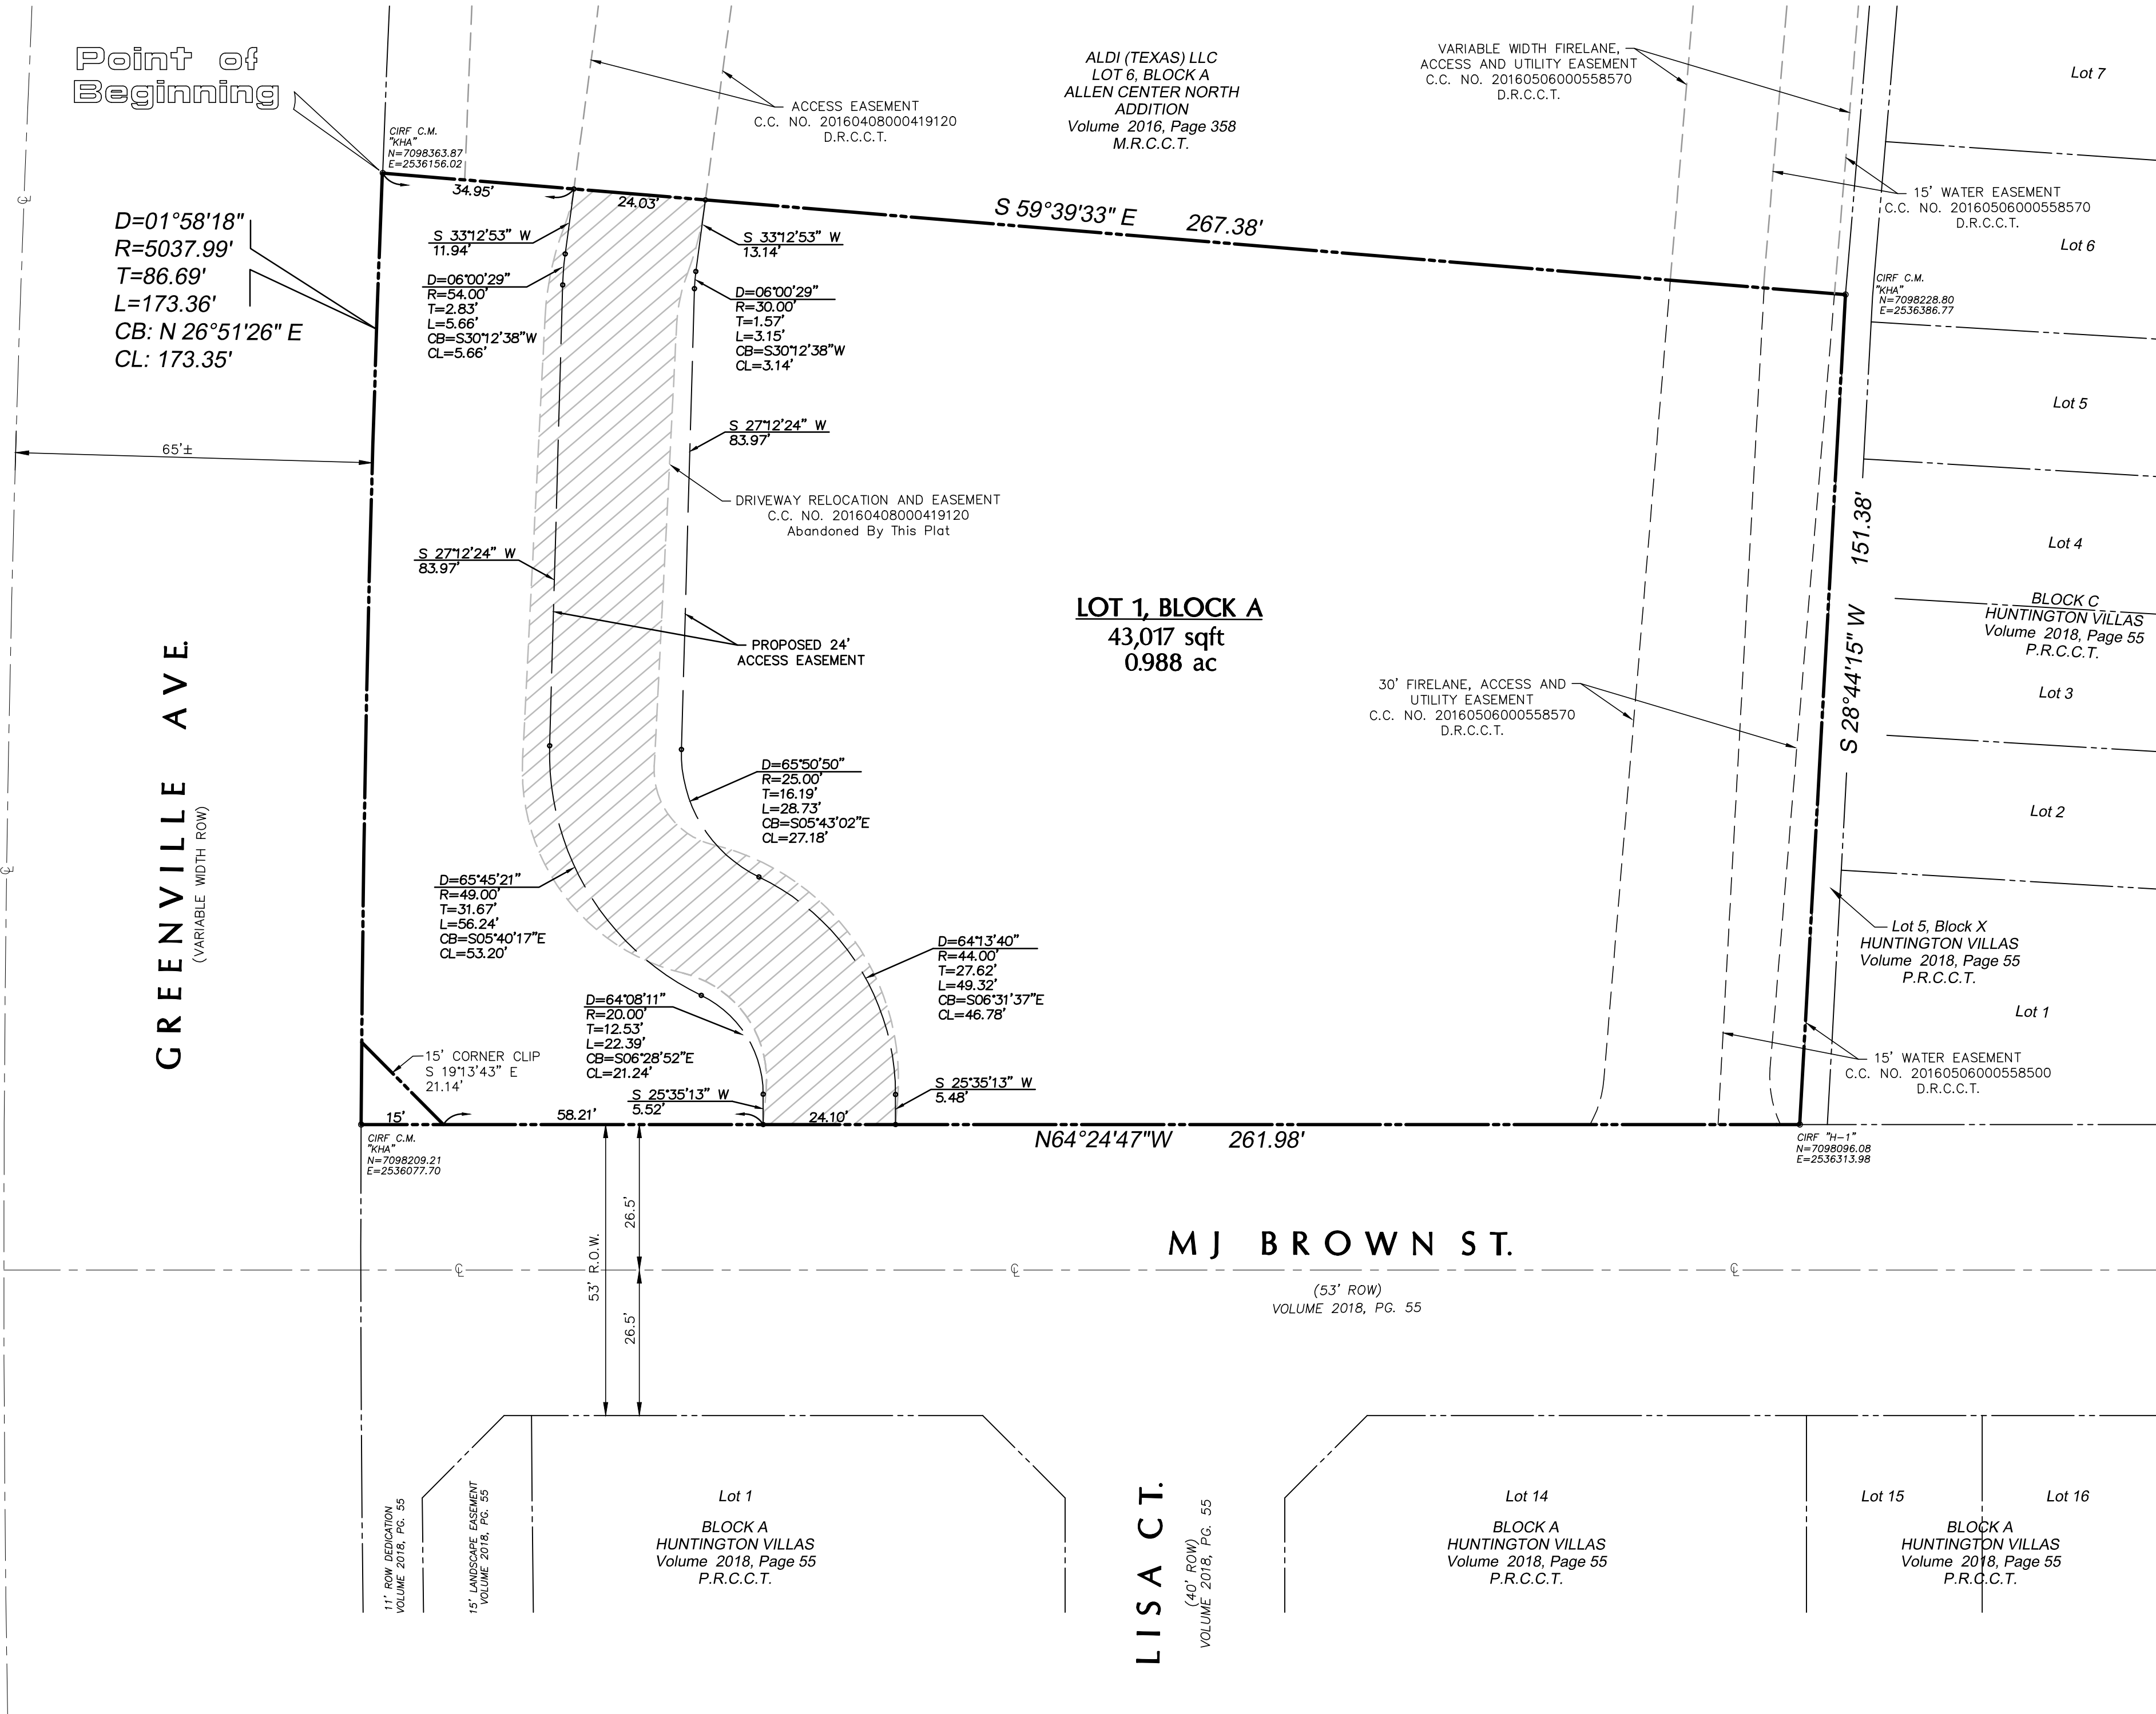 Point of
Beginning
CIRF C.M.
"KHA"
N=7098363.87
E=2536156.02
ACCESS EASEMENT
C.C. NO. 20160408000419120
D.R.C.C.T.
ALDI (TEXAS) LLC
LOT 6, BLOCK A
ALLEN CENTER NORTH
ADDITION
Volume 2016, Page 358
M.R.C.C.T.
VARIABLE WIDTH FIRELANE,
ACCESS AND UTILITY EASEMENT
C.C. NO. 20160506000558570
D.R.C.C.T.
Lot 7
15' WATER EASEMENT
C.C. NO. 20160506000558570
D.R.C.C.T.
Lot 6
34.95'
24.03'
S 59°39'33" E 267.38'
D=01°58'18"
R=5037.99'
T=86.69'
L=173.36'
CB: N 26°51'26" E
CL: 173.35'
S 33°12'53" W
11.94'
S 33°12'53" W
13.14'
D=06°00'29"
R=54.00'
T=2.83'
L=5.66'
CB=S30°12'38"W
CL=5.66'
D=06°00'29"
R=30.00'
T=1.57'
L=3.15'
CB=S30°12'38"W
CL=3.14'
CIRF C.M.
"KHA"
N=7098228.80
E=2536386.77
Lot 5
65'±
S 27°12'24" W
83.97'
DRIVEWAY RELOCATION AND EASEMENT
C.C. NO. 20160408000419120
Abandoned By This Plat
S 27°12'24" W
83.97'
S 28°44'15" W 151.38'
Lot 4
BLOCK C
HUNTINGTON VILLAS
Volume 2018, Page 55
P.R.C.C.T.
Lot 3
LOT 1, BLOCK A
43,017 sqft
0.988 ac
PROPOSED 24'
ACCESS EASEMENT
30' FIRELANE, ACCESS AND
UTILITY EASEMENT
C.C. NO. 20160506000558570
D.R.C.C.T.
GREENVILLE AVE.
(VARIABLE WIDTH ROW)
D=65°50'50"
R=25.00'
T=16.19'
L=28.73'
CB=S05°43'02"E
CL=27.18'
Lot 2
D=65°45'21"
R=49.00'
T=31.67'
L=56.24'
CB=S05°40'17"E
CL=53.20'
D=64°13'40"
R=44.00'
T=27.62'
L=49.32'
CB=S06°31'37"E
CL=46.78'
Lot 5, Block X
HUNTINGTON VILLAS
Volume 2018, Page 55
P.R.C.C.T.
Lot 1
D=64°08'11"
R=20.00'
T=12.53'
L=22.39'
CB=S06°28'52"E
CL=21.24'
15' CORNER CLIP
S 19°13'43" E
21.14'
S 25°35'13" W
5.52'
S 25°35'13" W
5.48'
15' WATER EASEMENT
C.C. NO. 20160506000558500
D.R.C.C.T.
15'
58.21'
24.10'
N64°24'47"W 261.98'
CIRF C.M.
"KHA"
N=7098209.21
E=2536077.70
CIRF "H-1"
N=7098096.08
E=2536313.98
53' R.O.W.
26.5'
26.5'
MJ BROWN ST.
(53' ROW)
VOLUME 2018, PG. 55
11' ROW DEDICATION
VOLUME 2018, PG. 55
15' LANDSCAPE EASEMENT
VOLUME 2018, PG. 55
Lot 1
BLOCK A
HUNTINGTON VILLAS
Volume 2018, Page 55
P.R.C.C.T.
LISA CT.
(40' ROW)
VOLUME 2018, PG. 55
Lot 14
BLOCK A
HUNTINGTON VILLAS
Volume 2018, Page 55
P.R.C.C.T.
Lot 15
Lot 16
BLOCK A
HUNTINGTON VILLAS
Volume 2018, Page 55
P.R.C.C.T.